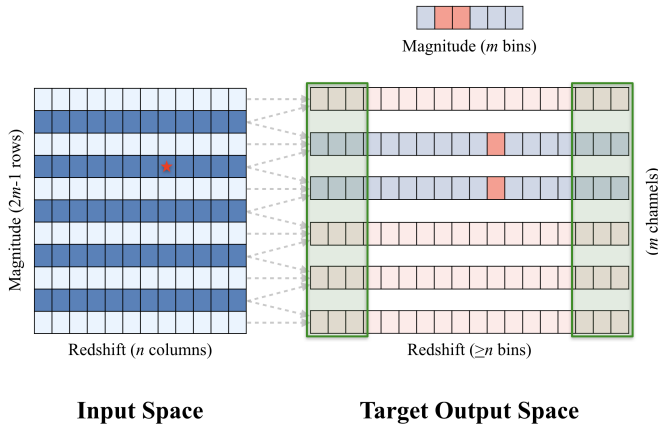 Magnitude (m bins)
Magnitude (2m-1 rows)
(m channels)
Redshift (n columns)
Redshift (≥n bins)
Input Space
Target Output Space